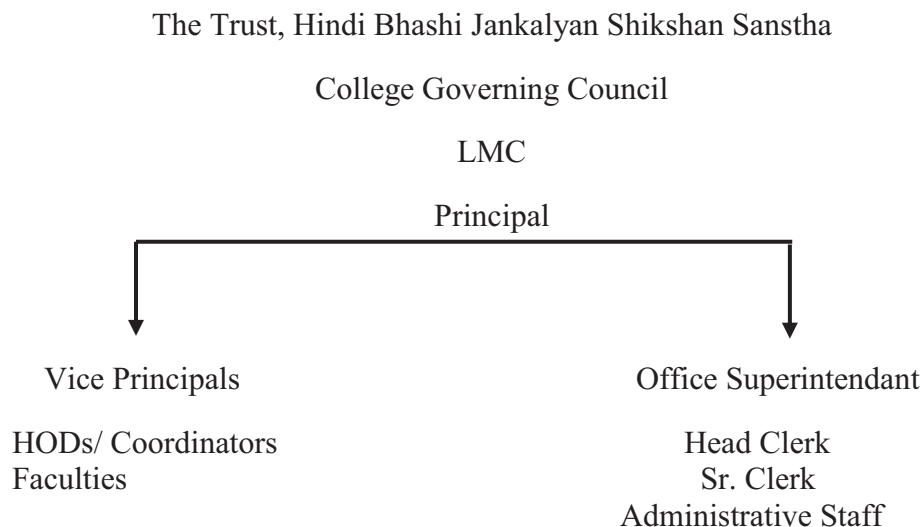 The Trust, Hindi Bhashi Jankalyan Shikshan Sanstha
College Governing Council
LMC
Principal
Vice Principals
HODs/ Coordinators
Faculties
Office Superintendant
Head Clerk
Sr. Clerk
Administrative Staff